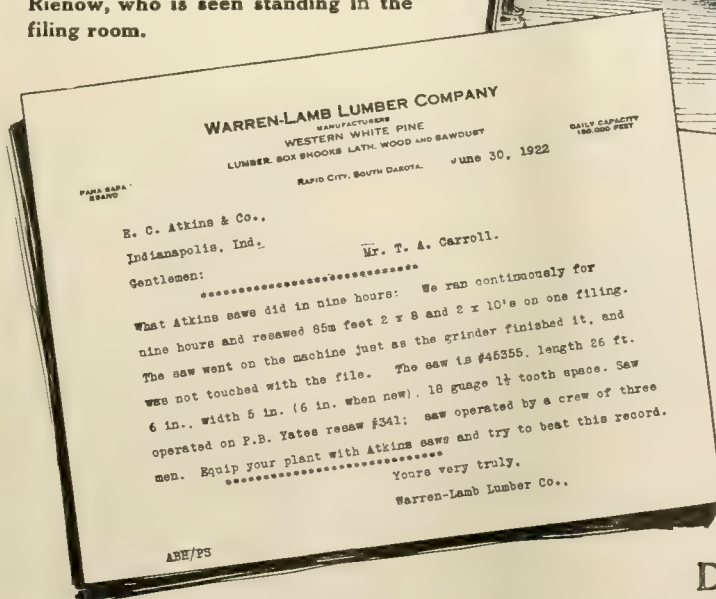 Rienow, who is seen standing in the
filing room.
WARREN-LAMB LUMBER COMPANY
MANUFACTURERS
WESTERN WHITE PINE
LUMBER. BOX SHOOKS LATH. WOOD AND SAWDUST
PAHA SAPA
BRAND
DAILY CAPACITY
150.000 FEET
RAPID CITY, SOUTH DAKOTA. June 30, 1922
E. C. Atkins & Co.,
Indianapolis, Ind.
Mr. T. A. Carroll.
Gentlemen:
******************************
What Atkins saws did in nine hours: We ran continuously for
nine hours and resawed 85m feet 2 x 8 and 2 x 10's on one filing.
The saw went on the machine just as the grinder finished it, and
was not touched with the file. The saw is #45355, length 26 ft.
6 in., width 5 in. (6 in. when new). 18 guage 1½ tooth space. Saw
operated on P.B. Yates resaw #341; saw operated by a crew of three
men. Equip your plant with Atkins saws and try to beat this record.
******************************
Yours very truly,
Warren-Lamb Lumber Co.,
ABH/PS
D